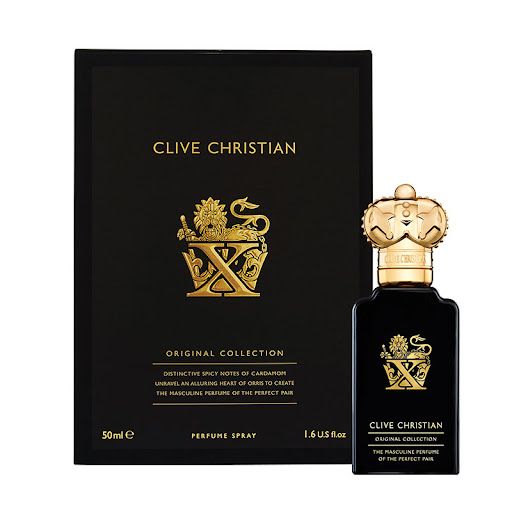 CLIVE CHRISTIAN
X
ORIGINAL COLLECTION
DISTINCTIVE SPICY NOTES OF CARDAMOM
UNRAVEL AN ALLURING HEART OF ORRIS TO CREATE
THE MASCULINE PERFUME OF THE PERFECT PAIR
50ml ℮ PERFUME SPRAY 1.6 U.S fl.oz
CLIVE CHRISTIAN
X
CLIVE CHRISTIAN
ORIGINAL COLLECTION
THE MASCULINE PERFUME
OF THE PERFECT PAIR